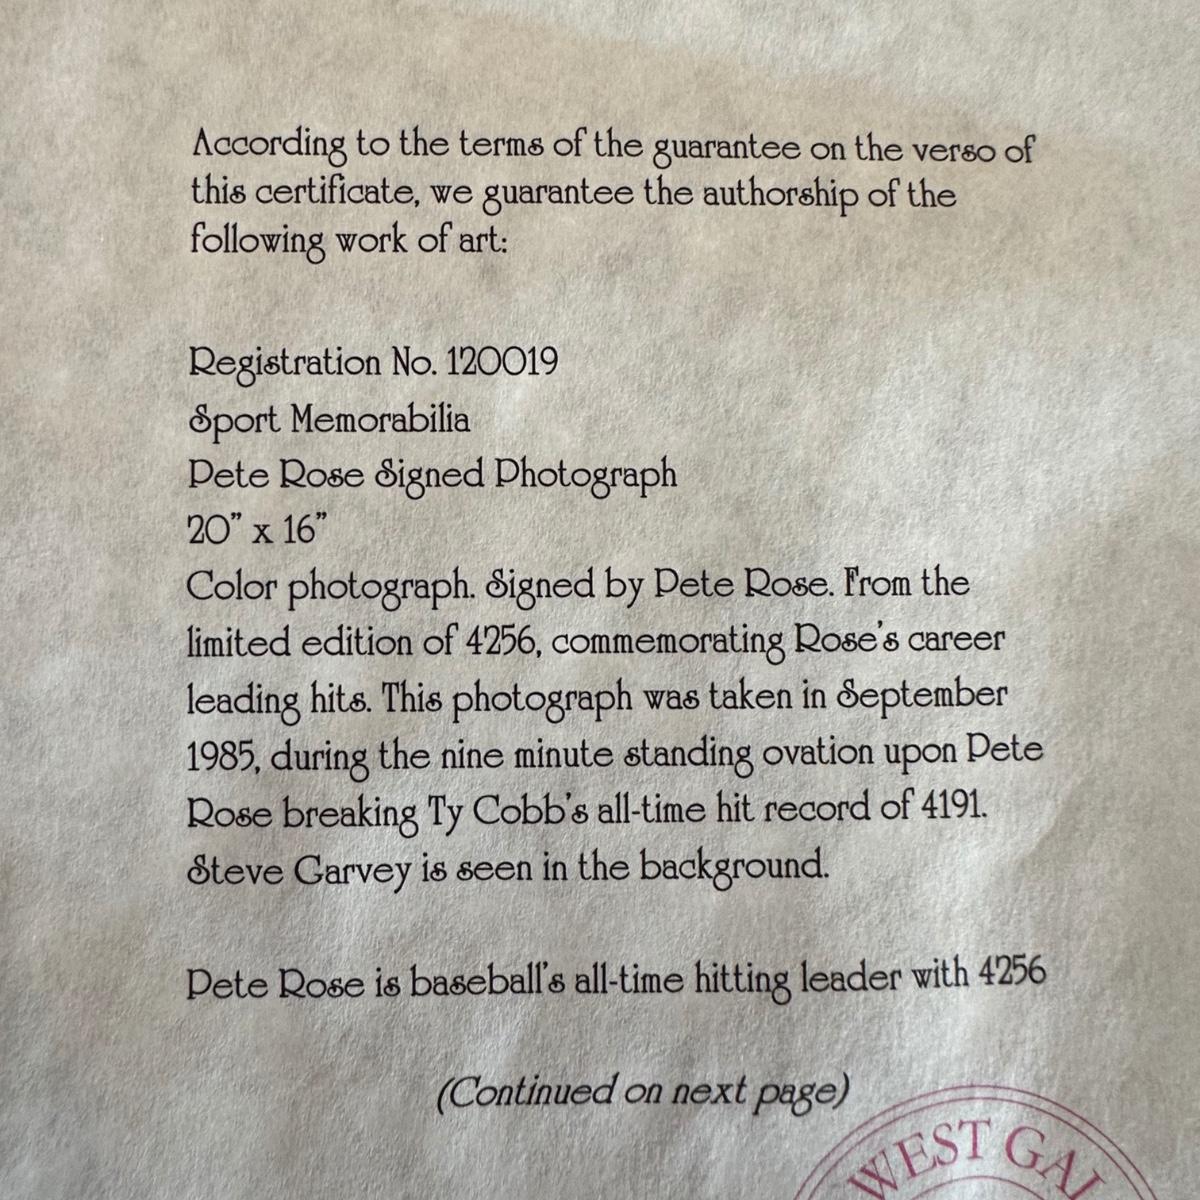 According to the terms of the guarantee on the verso of
this certificate, we guarantee the authorship of the
following work of art:
Registration No. 120019
Sport Memorabilia
Pete Rose Signed Photograph
20” x 16”
Color photograph. Signed by Pete Rose. From the
limited edition of 4256, commemorating Rose's career
leading hits. This photograph was taken in September
1985, during the nine minute standing ovation upon Pete
Rose breaking Ty Cobb's all-time hit record of 4191.
Steve Garvey is seen in the background.
Pete Rose is baseball's all-time hitting leader with 4256
(Continued on next page)
WEST GAL